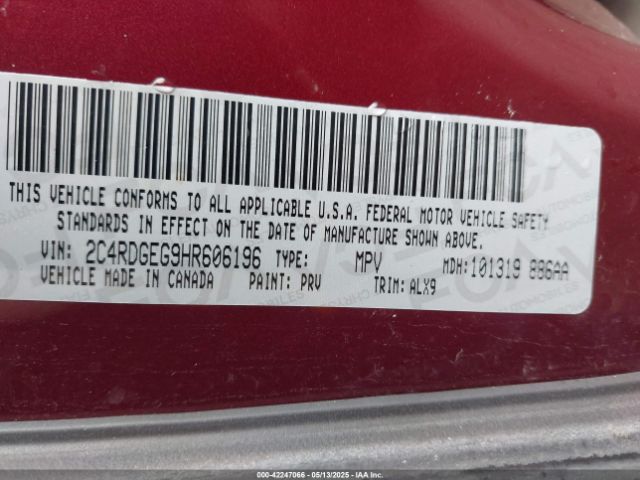 THIS VEHICLE CONFORMS TO ALL APPLICABLE U.S.A. FEDERAL MOTOR VEHICLE SAFETY
STANDARDS IN EFFECT ON THE DATE OF MANUFACTURE SHOWN ABOVE.
VIN: 2C4RDGEG9HR606196 TYPE: MPV MDH:101319 886AA
VEHICLE MADE IN CANADA PAINT: PRV TRIM: ALX9
000-42247066 - 05/13/2025 - IAA Inc.